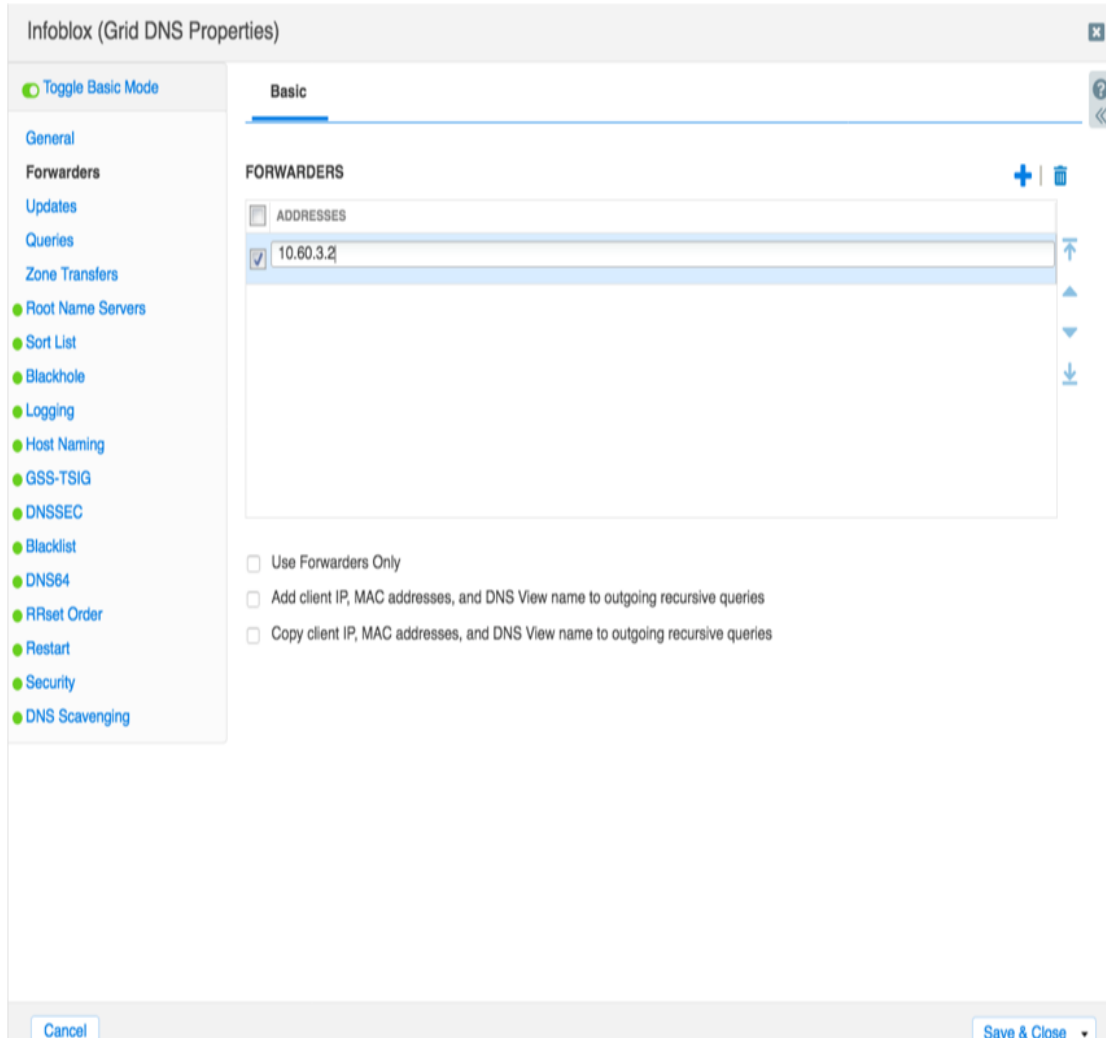 Infoblox (Grid DNS Properties)
Toggle Basic Mode
General
Forwarders
Updates
Queries
Zone Transfers
Root Name Servers
Sort List
Blackhole
Logging
Host Naming
GSS-TSIG
DNSSEC
Blacklist
DNS64
RRset Order
Restart
Security
DNS Scavenging
Basic
FORWARDERS
ADDRESSES
10.60.3.2
Use Forwarders Only
Add client IP, MAC addresses, and DNS View name to outgoing recursive queries
Copy client IP, MAC addresses, and DNS View name to outgoing recursive queries
Cancel
Save & Close